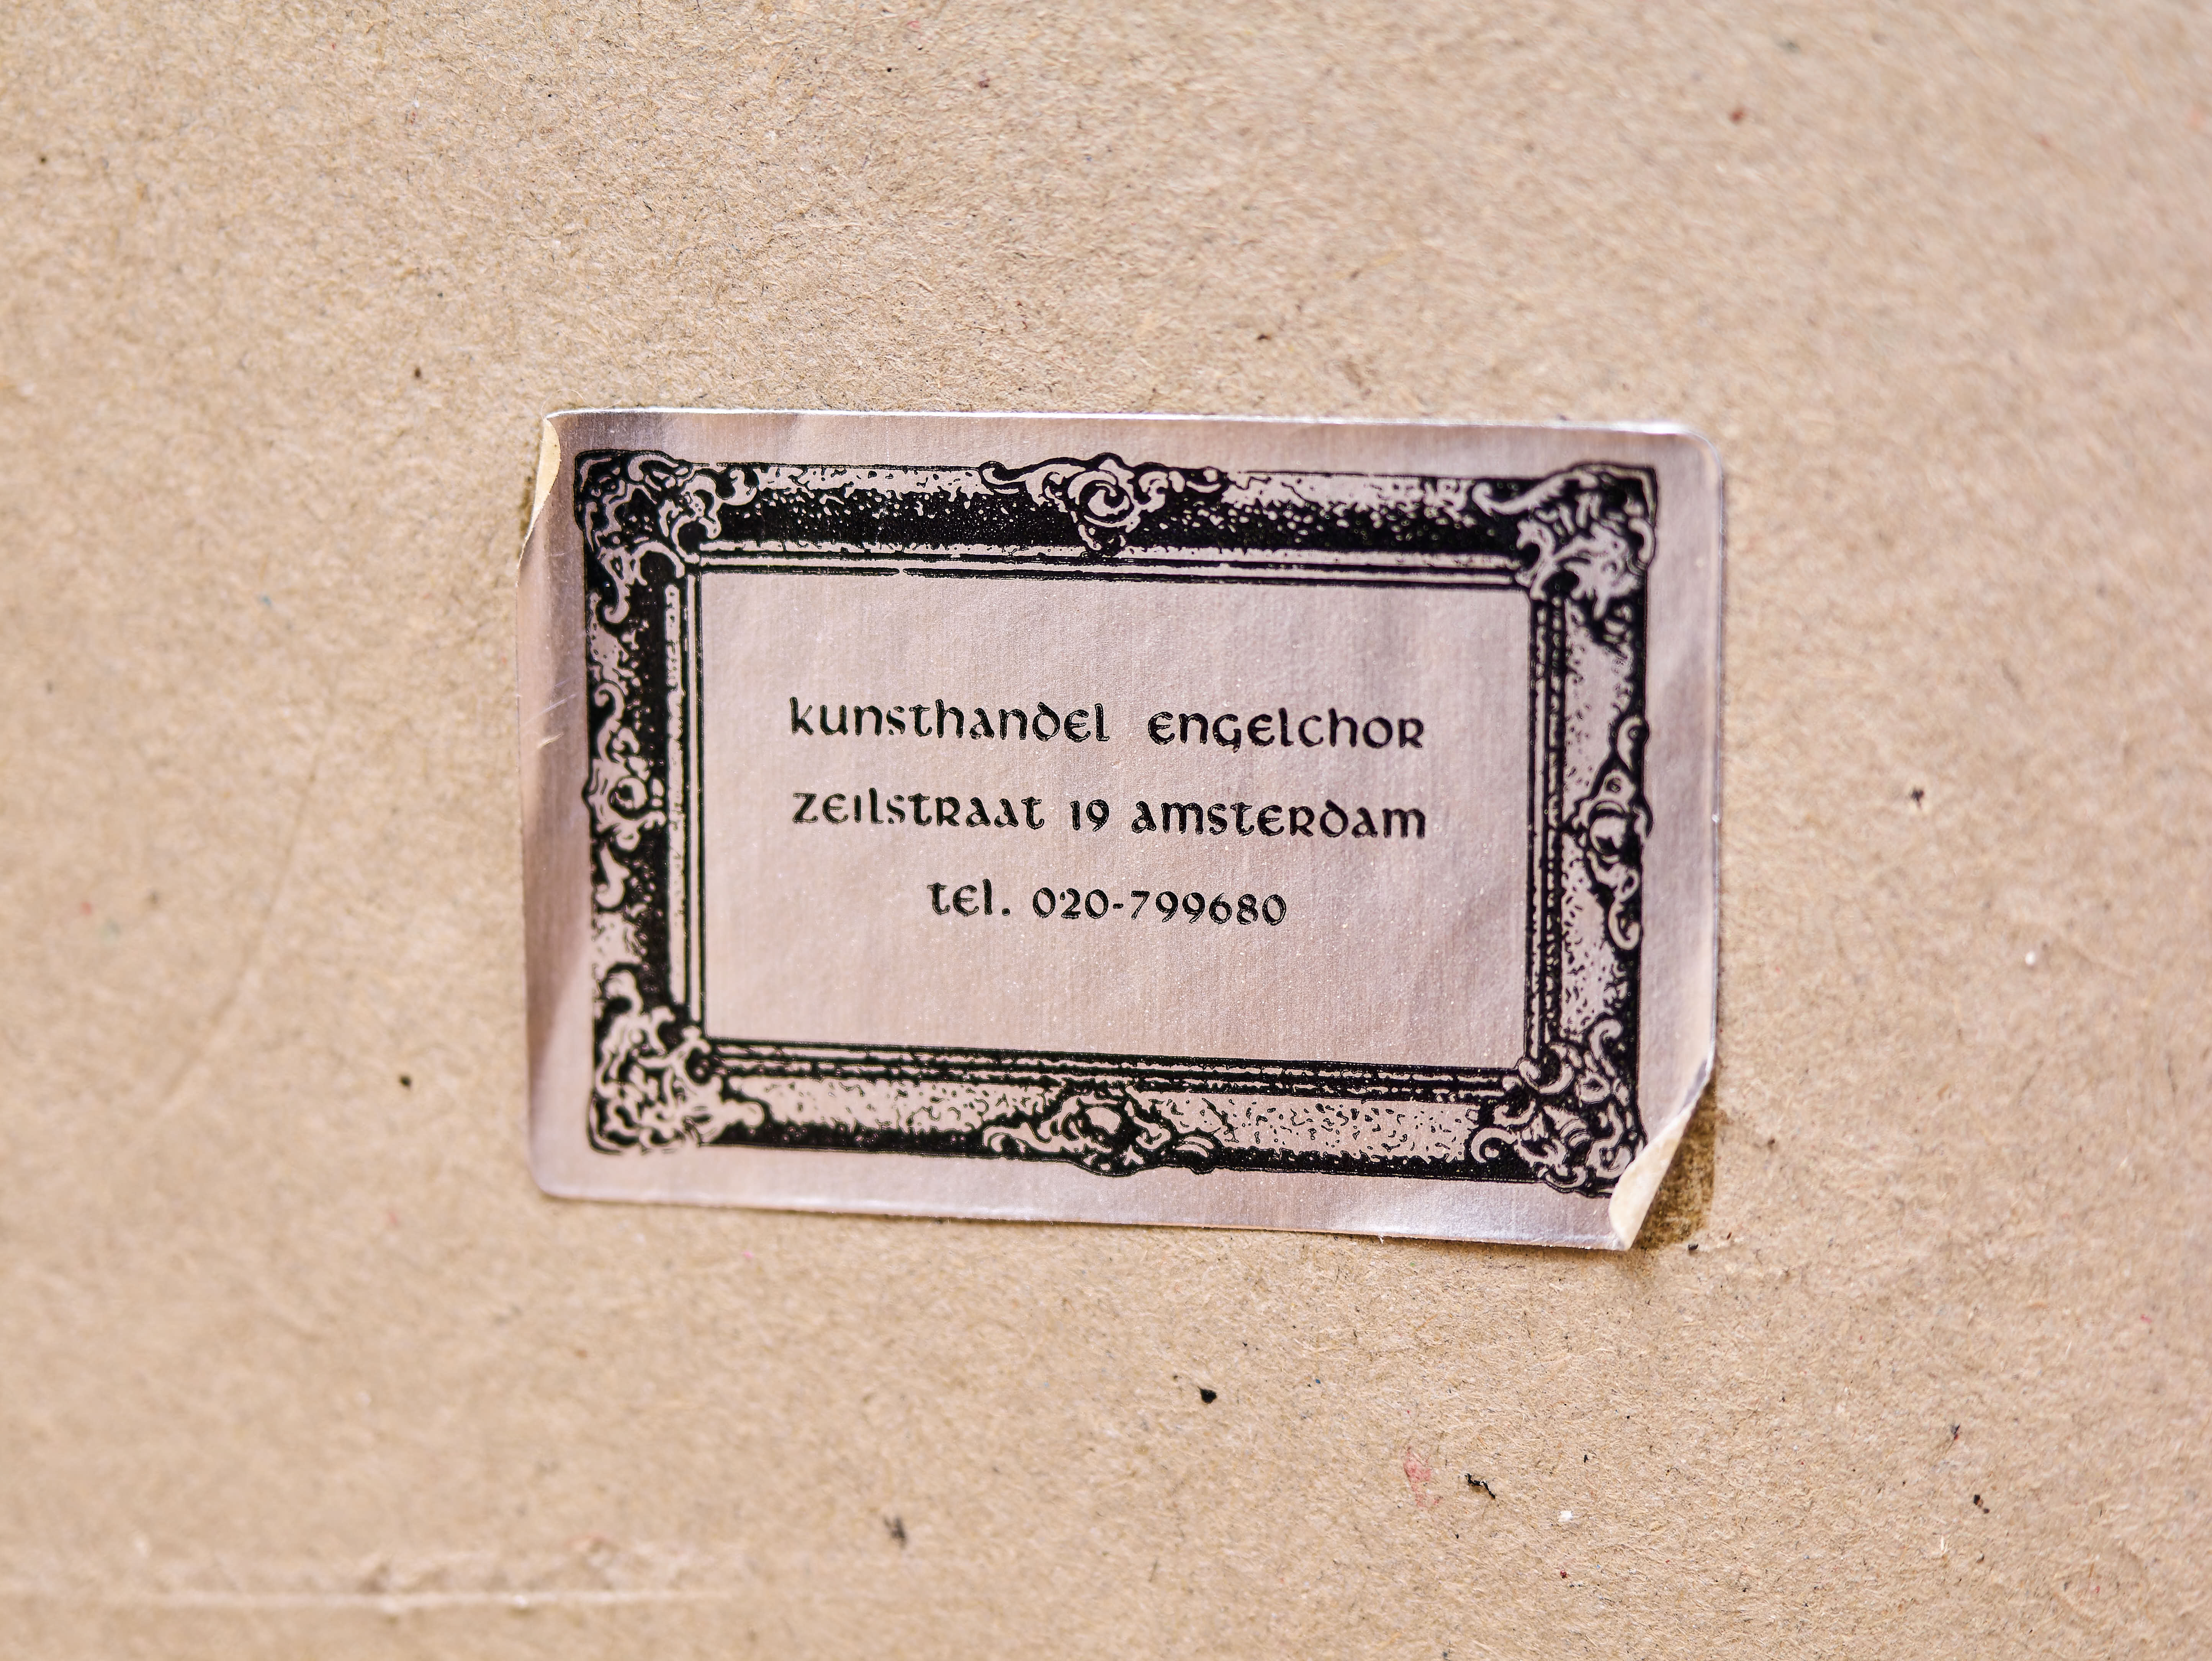 kunsthandel engelchor
zeilstraat 19 amsterdam
tel. 020-799680